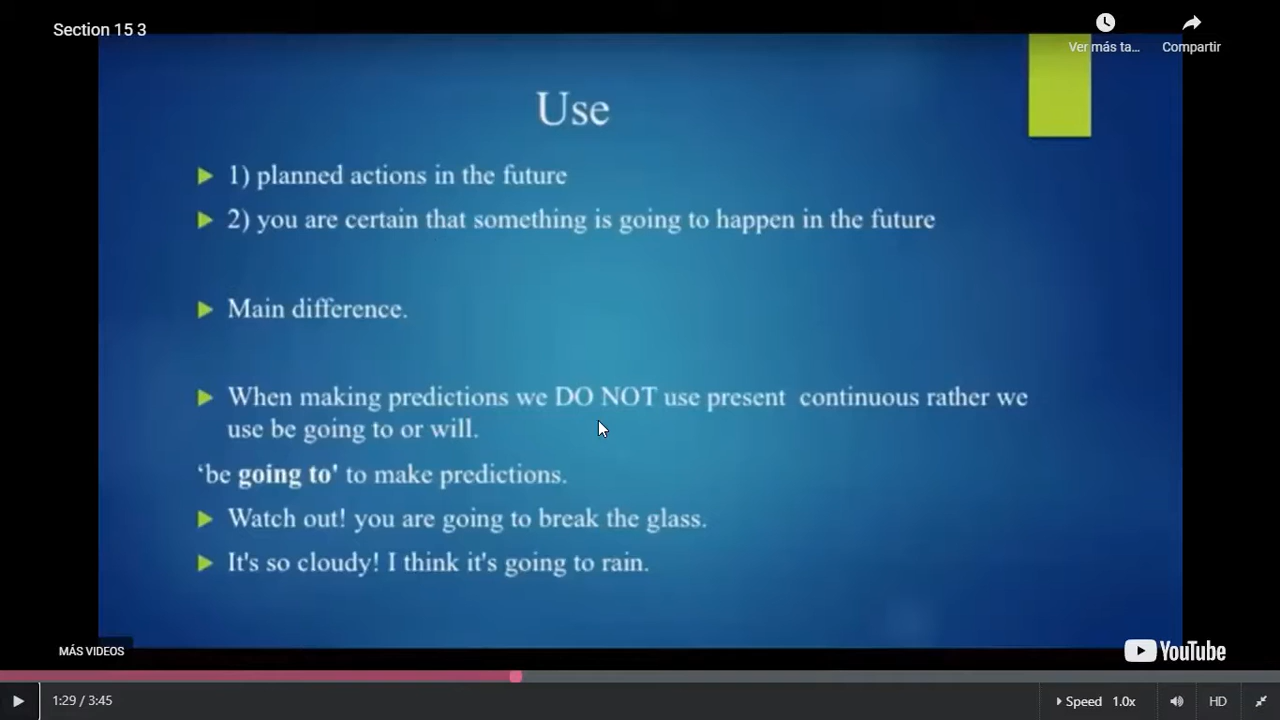 Section 15 3
Ver más ta...
Compartir
Use
1) planned actions in the future
2) you are certain that something is going to happen in the future
Main difference.
When making predictions we DO NOT use present continuous rather we
use be going to or will.
‘be going to' to make predictions.
Watch out! you are going to break the glass.
It's so cloudy! I think it's going to rain.
MÁS VIDEOS
YouTube
1:29 / 3:45
Speed 1.0x
HD